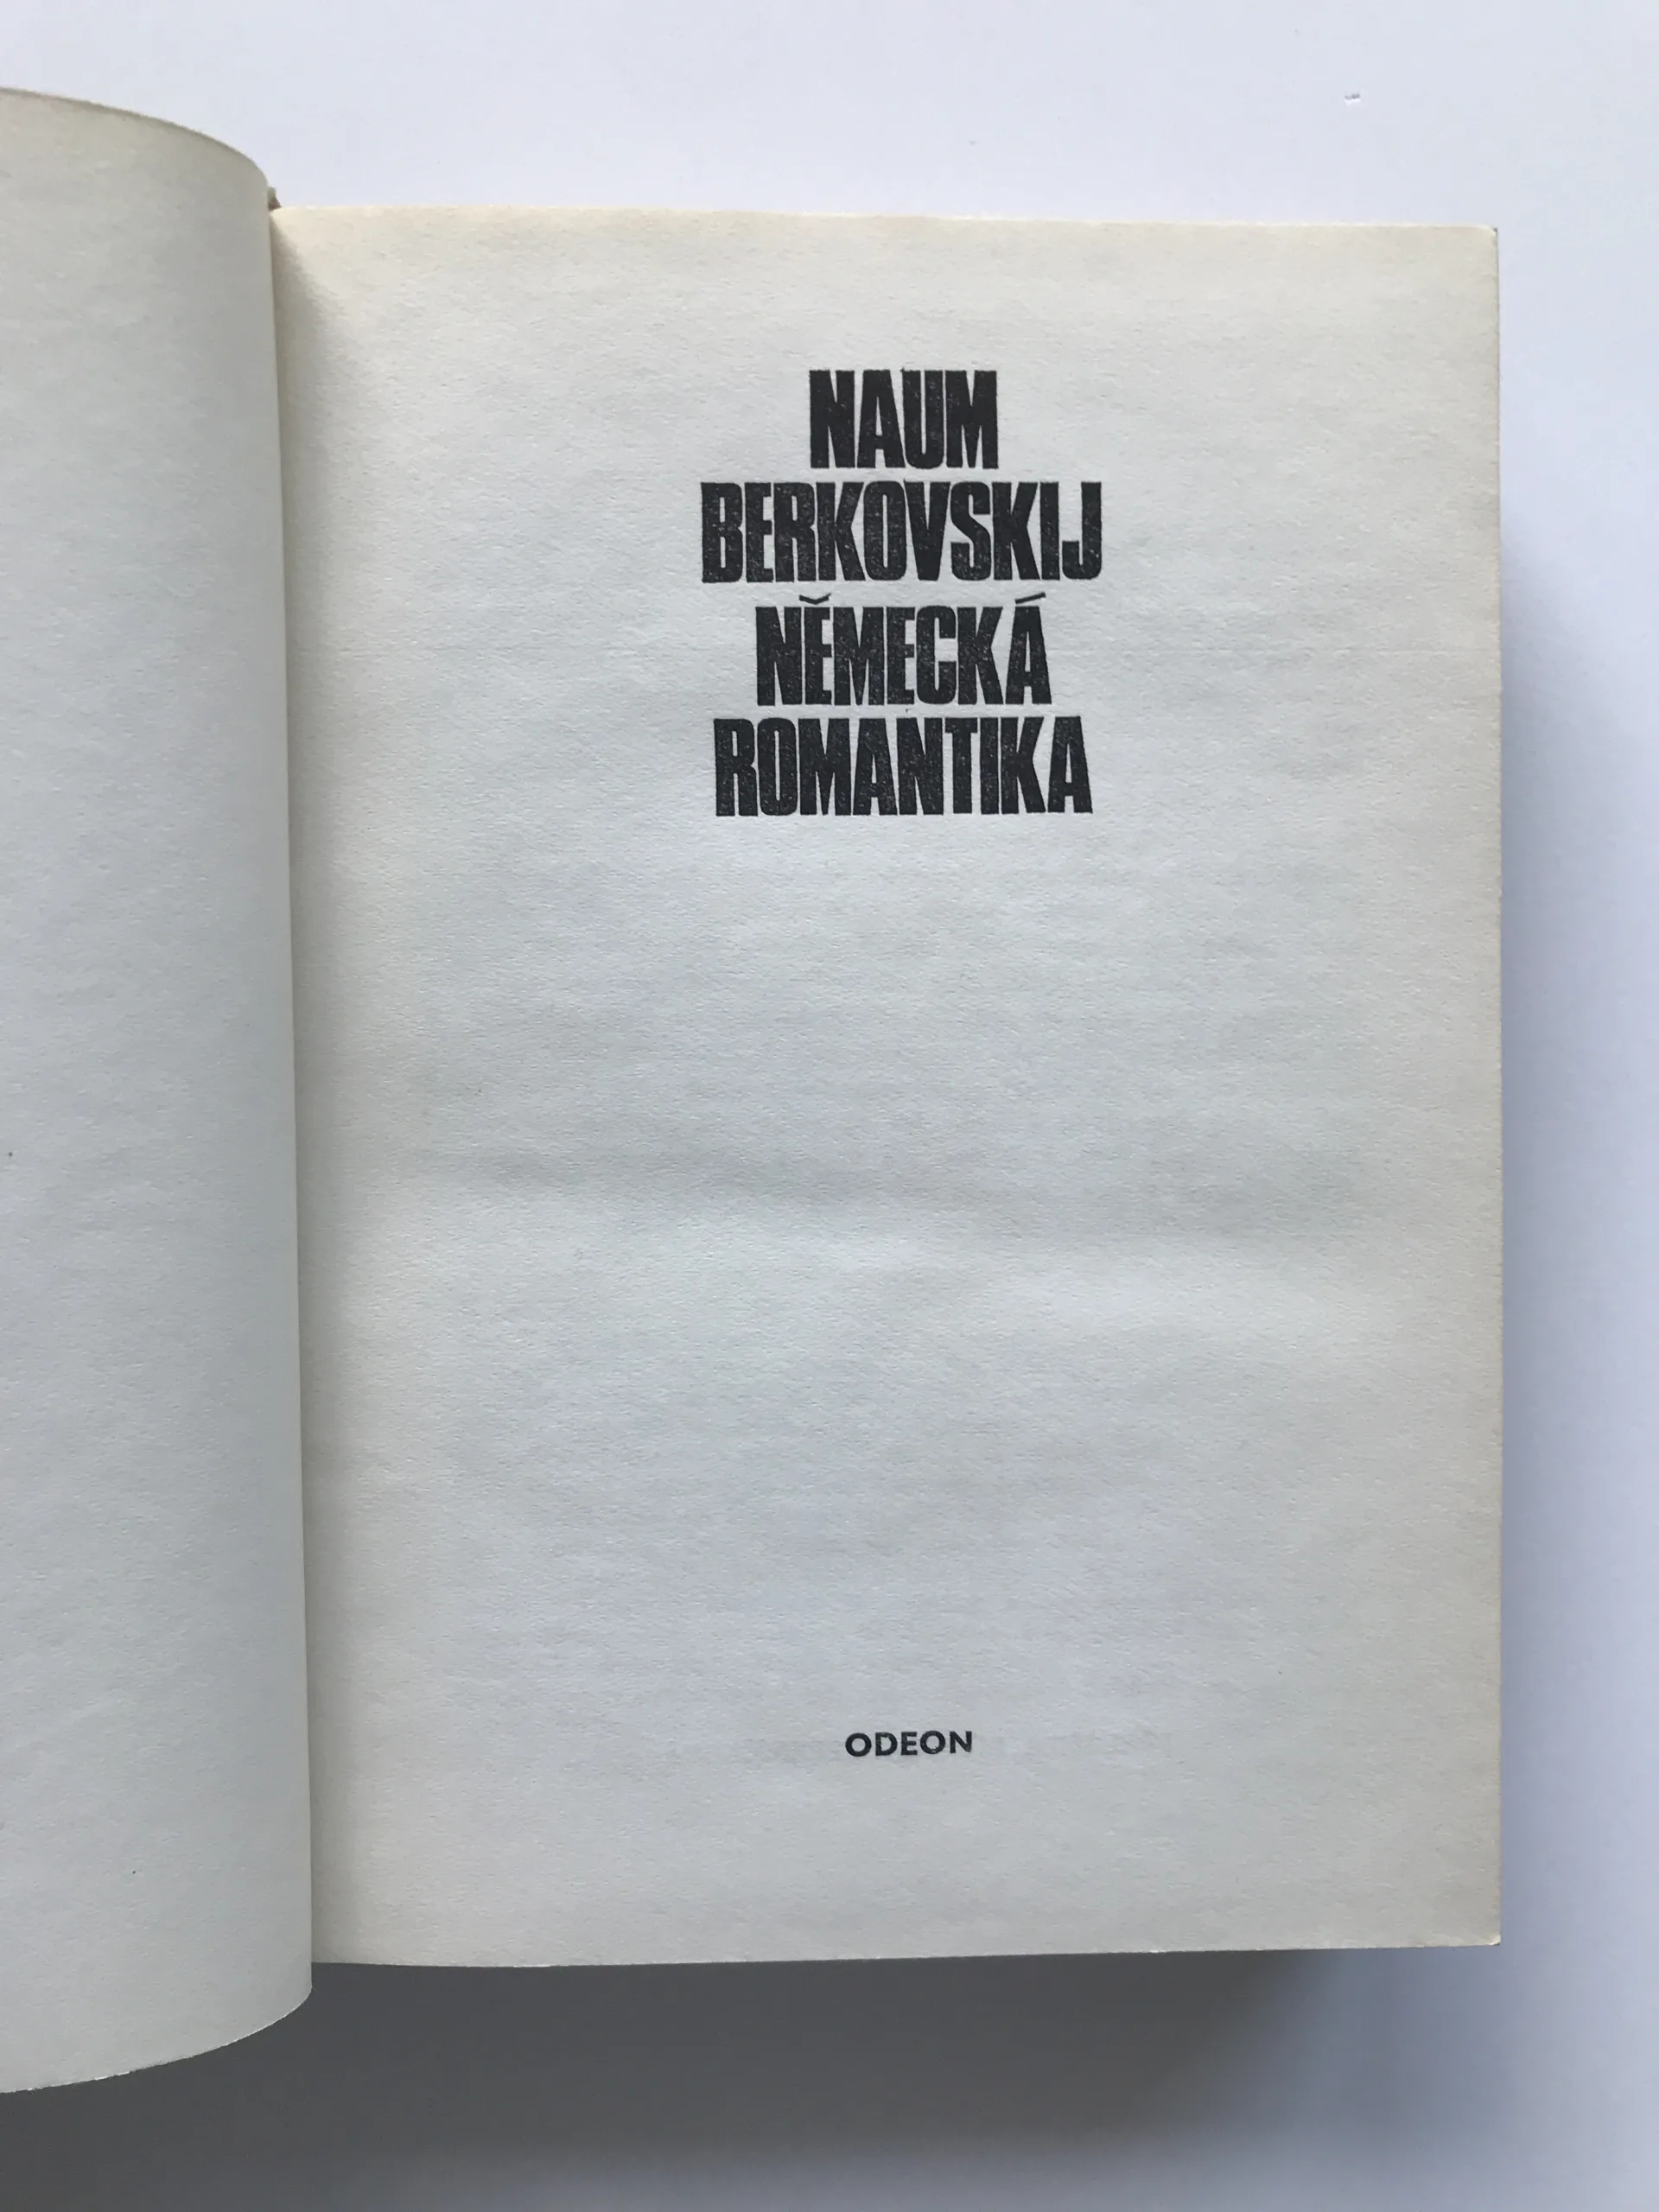 NAUM
BERKOVSKIJ
NĚMECKÁ
ROMANTIKA
ODEON